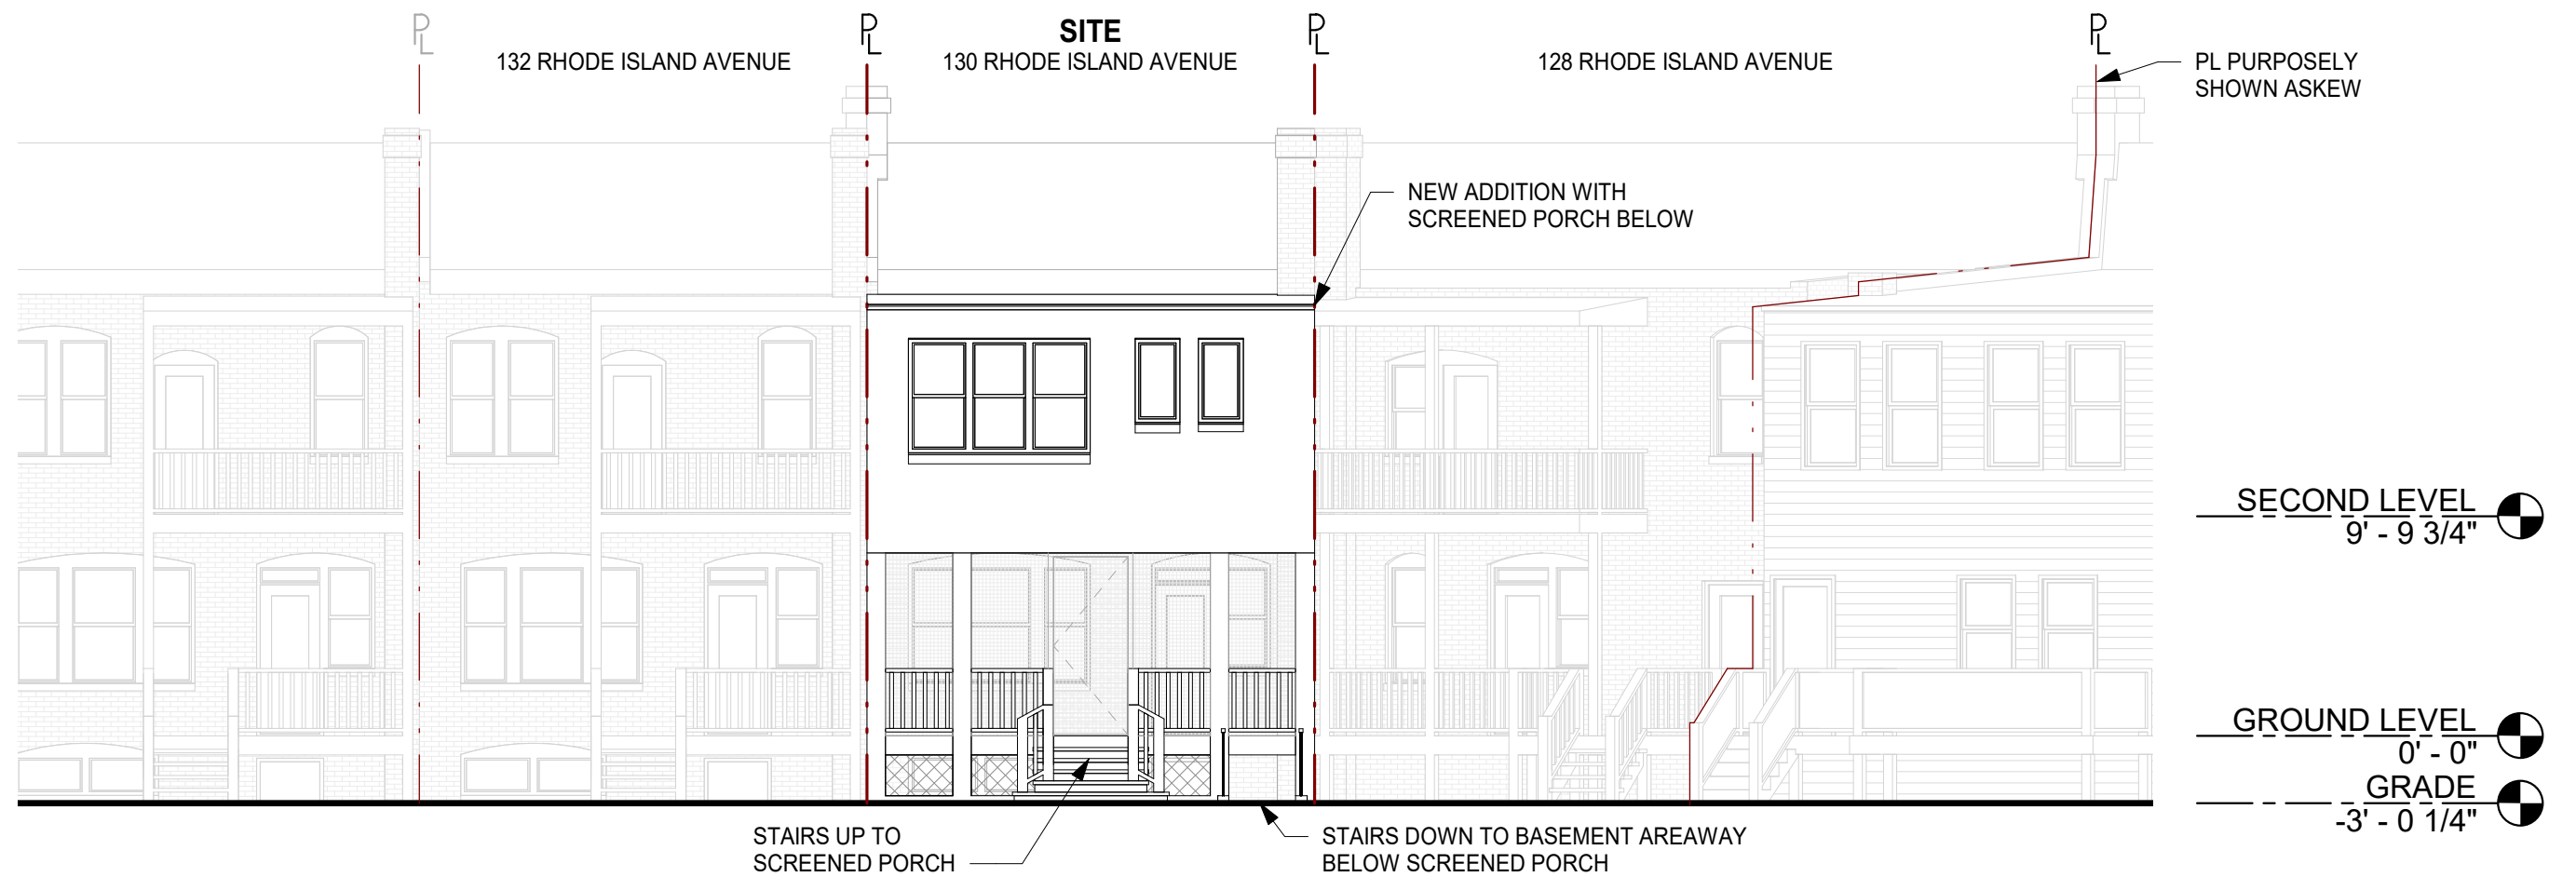 PL
PL
SITE
PL
PL
132 RHODE ISLAND AVENUE
130 RHODE ISLAND AVENUE
128 RHODE ISLAND AVENUE
PL PURPOSELY
SHOWN ASKEW
NEW ADDITION WITH
SCREENED PORCH BELOW
SECOND LEVEL
9' - 9 3/4"
GROUND LEVEL
0' - 0"
GRADE
-3' - 0 1/4"
STAIRS UP TO
SCREENED PORCH
STAIRS DOWN TO BASEMENT AREAWAY
BELOW SCREENED PORCH